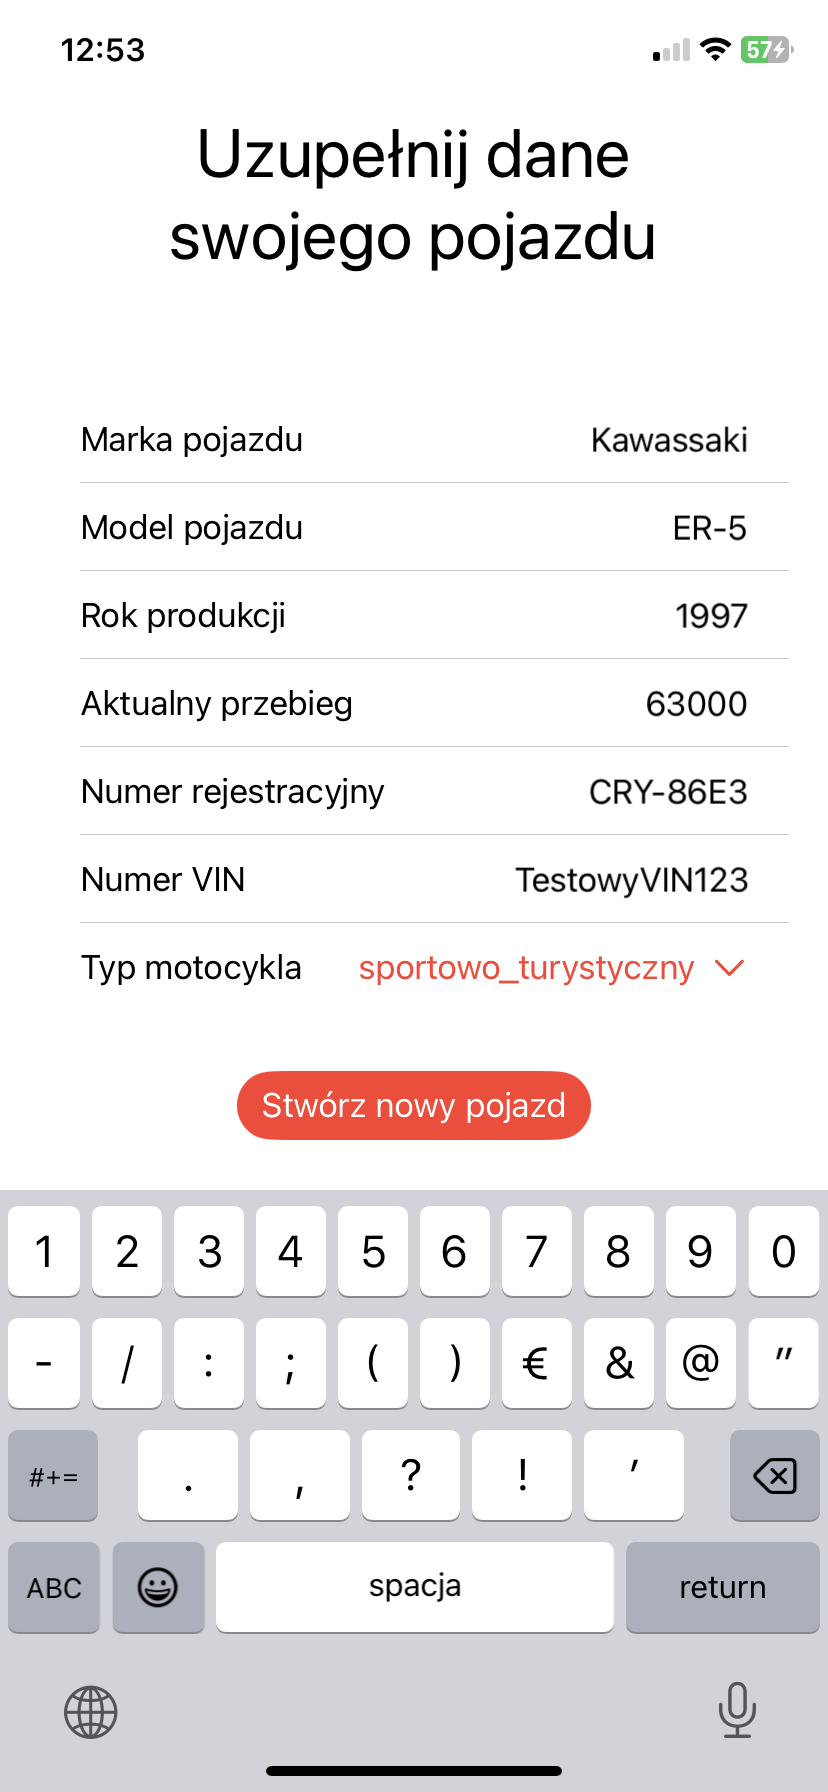 12:53
57
Uzupełnij dane
swojego pojazdu
Marka pojazdu Kawassaki
Model pojazdu ER-5
Rok produkcji 1997
Aktualny przebieg 63000
Numer rejestracyjny CRY-86E3
Numer VIN TestowyVIN123
Typ motocykla sportowo_turystyczny
Stwórz nowy pojazd
1 2 3 4 5 6 7 8 9 0
- / : ; ( ) € & @ "
#+= . , ? ! '
ABC spacja return